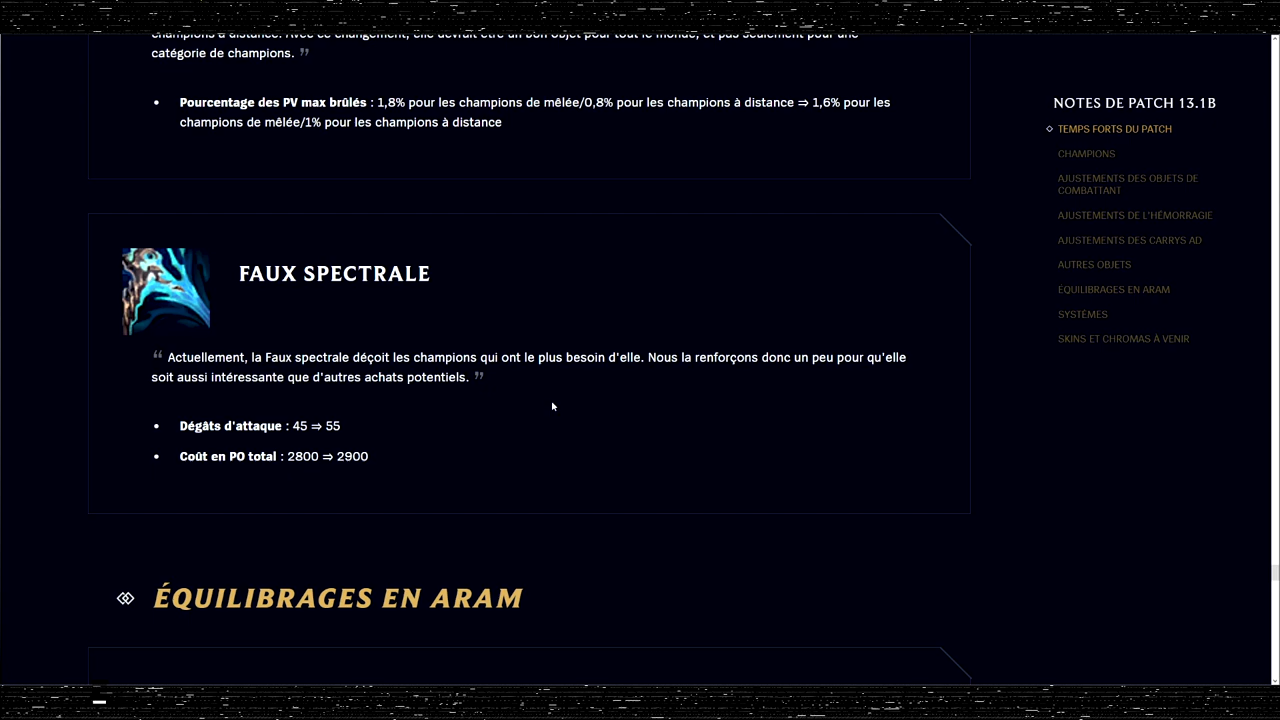 champions à distance. Avec ce changement, elle devrait être un bon objet pour tout le monde, et pas seulement pour une
catégorie de champions. ”
• Pourcentage des PV max brûlés : 1,8% pour les champions de mêlée/0,8% pour les champions à distance ⇒ 1,6% pour les
champions de mêlée/1% pour les champions à distance
FAUX SPECTRALE
“ Actuellement, la Faux spectrale déçoit les champions qui ont le plus besoin d'elle. Nous la renforçons donc un peu pour qu'elle
soit aussi intéressante que d'autres achats potentiels. ”
• Dégâts d'attaque : 45 ⇒ 55
• Coût en PO total : 2800 ⇒ 2900
ÉQUILIBRAGES EN ARAM
NOTES DE PATCH 13.1B
TEMPS FORTS DU PATCH
CHAMPIONS
AJUSTEMENTS DES OBJETS DE
COMBATTANT
AJUSTEMENTS DE L'HÉMORRAGIE
AJUSTEMENTS DES CARRYS AD
AUTRES OBJETS
ÉQUILIBRAGES EN ARAM
SYSTÈMES
SKINS ET CHROMAS À VENIR